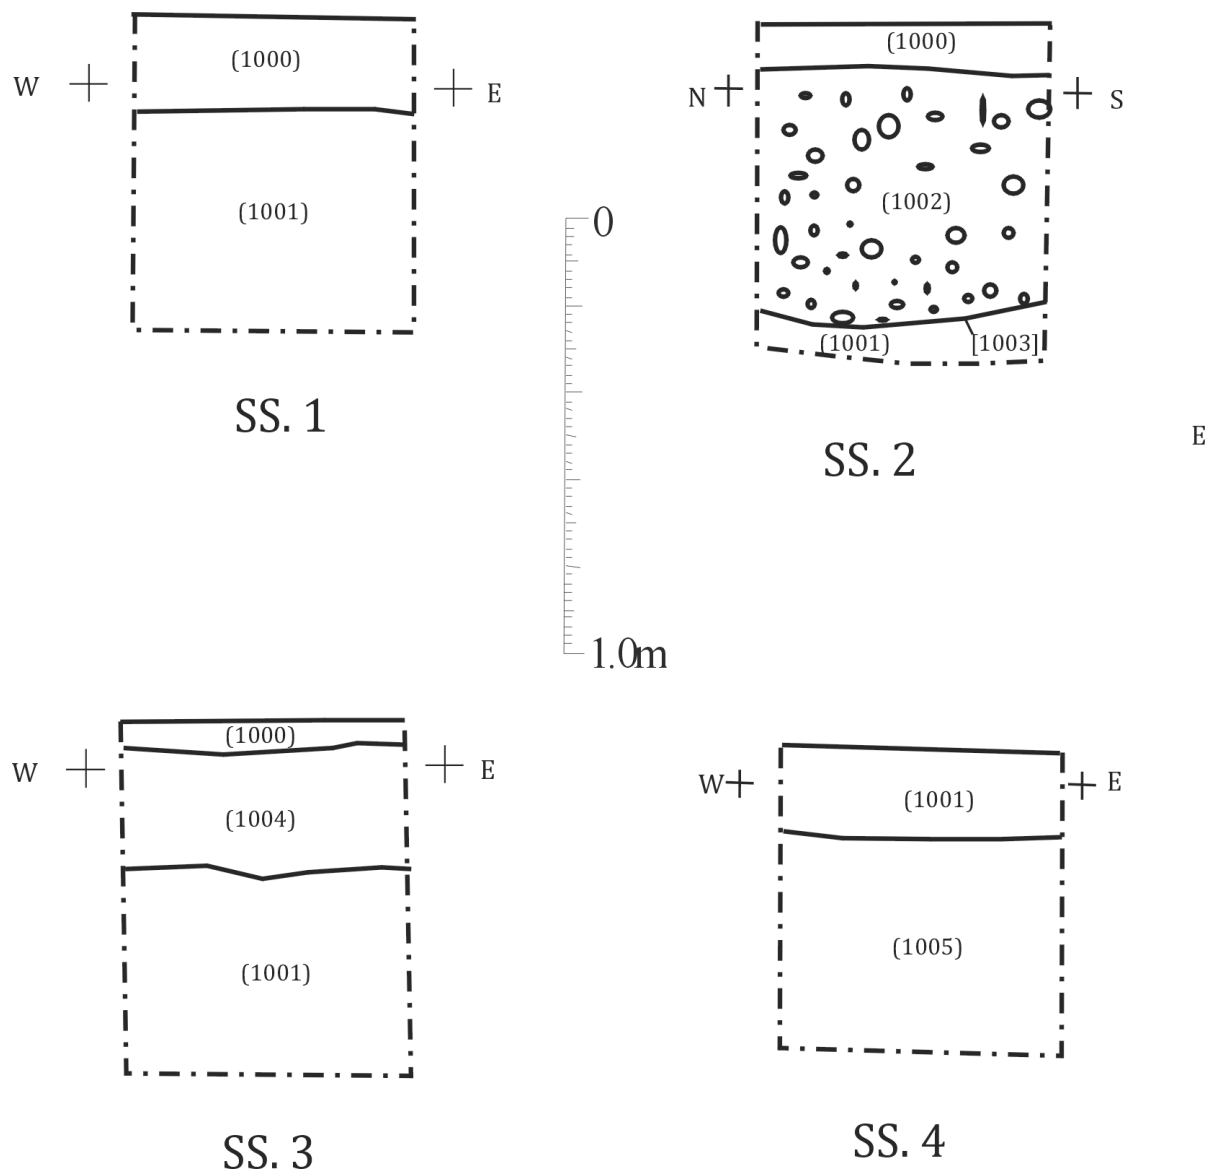 (1000)
W
E
(1001)
SS. 1
(1000)
N
S
(1002)
(1001)
[1003]
SS. 2
E
0
1.0m
(1000)
W
E
(1004)
(1001)
SS. 3
W
E
(1001)
(1005)
SS. 4